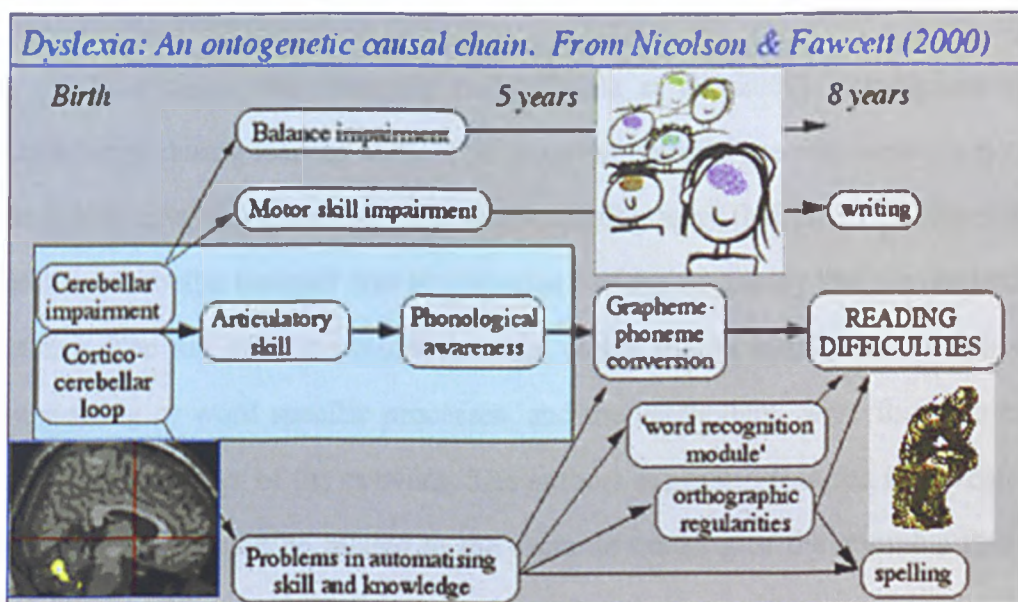 Dyslexia: An ontogenetic causal chain. From Nicolson & Fawcett (2000)
Birth
5 years
8 years
Balance impairment
Motor skill impairment
writing
Cerebellar
impairment
Cortico-
cerebellar
loop
Articulatory
skill
Phonological
awareness
Grapheme-
phoneme
conversion
READING
DIFFICULTIES
'word recognition
module'
orthographic
regularities
Problems in automatising
skill and knowledge
spelling